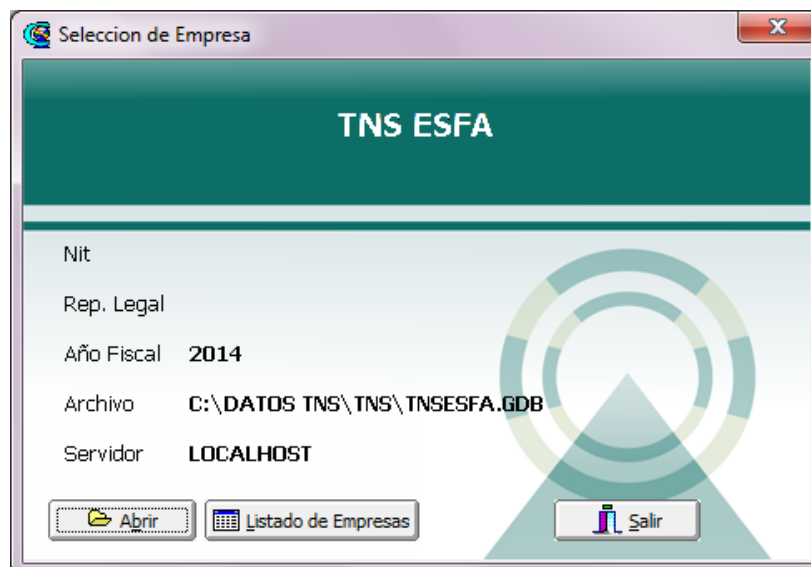 Seleccion de Empresa
TNS ESFA
Nit
Rep. Legal
Año Fiscal 2014
Archivo C:\DATOS TNS\TNS\TNSESFA.GDB
Servidor LOCALHOST
Abrir Listado de Empresas Salir